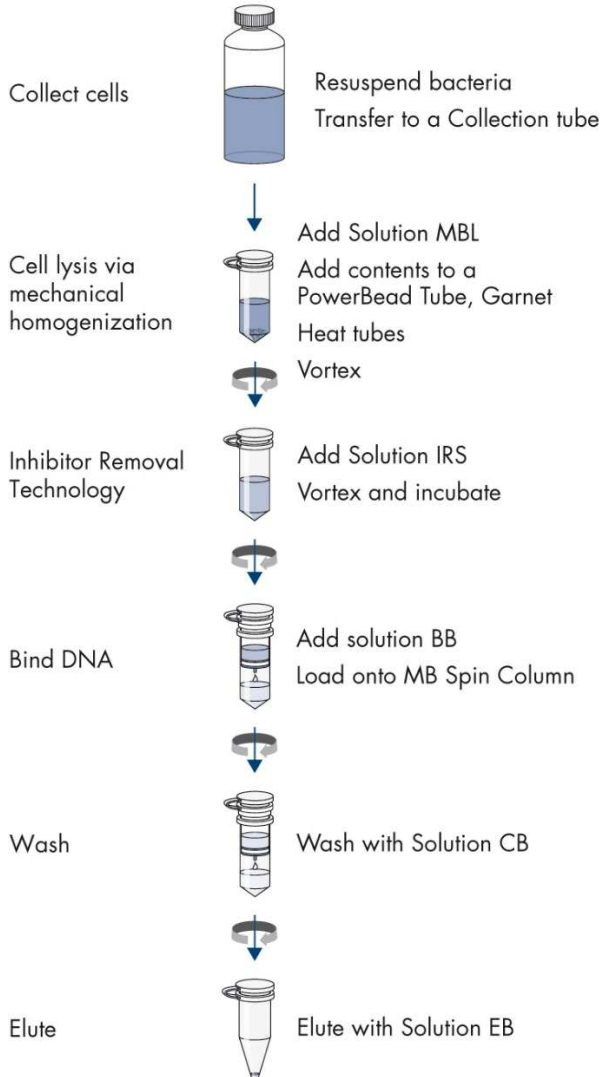 Collect cells
Resuspend bacteria
Transfer to a Collection tube
Cell lysis via
mechanical
homogenization
Add Solution MBL
Add contents to a
PowerBead Tube, Garnet
Heat tubes
Vortex
Inhibitor Removal
Technology
Add Solution IRS
Vortex and incubate
Bind DNA
Add solution BB
Load onto MB Spin Column
Wash
Wash with Solution CB
Elute
Elute with Solution EB